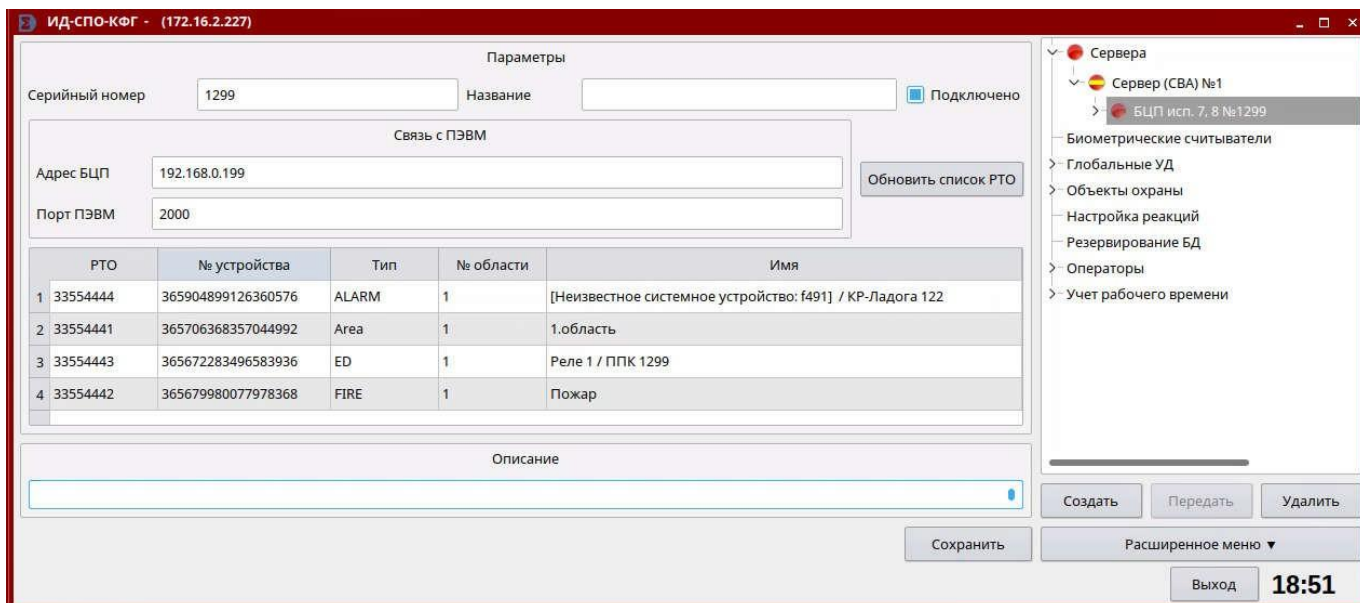 ИД-СПО-КФГ - (172.16.2.227)
Параметры
Серийный номер 1299 Название Подключено
Связь с ПЭВМ
Адрес БЦП 192.168.0.199
Порт ПЭВМ 2000
Обновить список РТО
РТО № устройства Тип № области Имя
1 33554444 365904899126360576 ALARM 1 [Неизвестное системное устройство: f491] / КР-Ладога 122
2 33554441 365706368357044992 Area 1 1.область
3 33554443 365672283496583936 ED 1 Реле 1 / ППК 1299
4 33554442 365679980077978368 FIRE 1 Пожар
Описание
Сохранить
Сервера
Сервер (СВА) №1
БЦП исп. 7, 8 №1299
Биометрические считыватели
Глобальные УД
Объекты охраны
Настройка реакций
Резервирование БД
Операторы
Учет рабочего времени
Создать Передать Удалить
Расширенное меню ▼
Выход 18:51